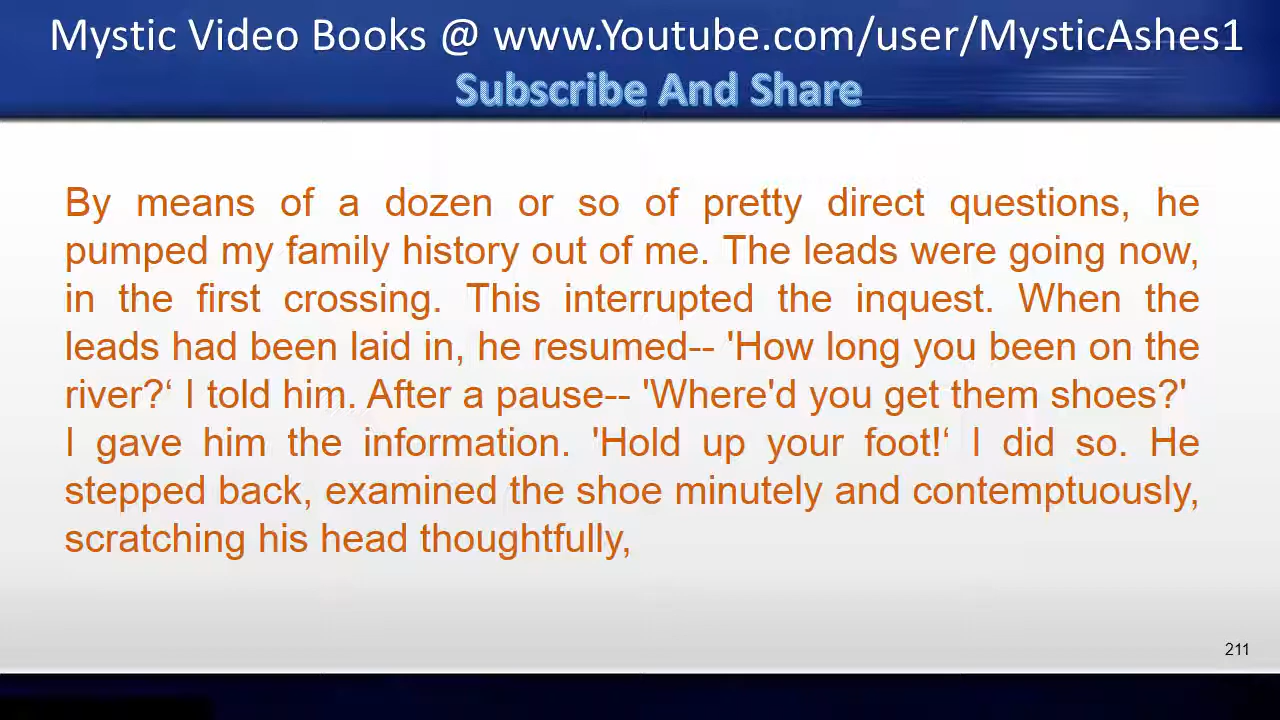 Mystic Video Books @ www.Youtube.com/user/MysticAshes1
Subscribe And Share
By means of a dozen or so of pretty direct questions, he
pumped my family history out of me. The leads were going now,
in the first crossing. This interrupted the inquest. When the
leads had been laid in, he resumed-- 'How long you been on the
river?‘ I told him. After a pause-- 'Where'd you get them shoes?'
I gave him the information. 'Hold up your foot!‘ I did so. He
stepped back, examined the shoe minutely and contemptuously,
scratching his head thoughtfully,
211